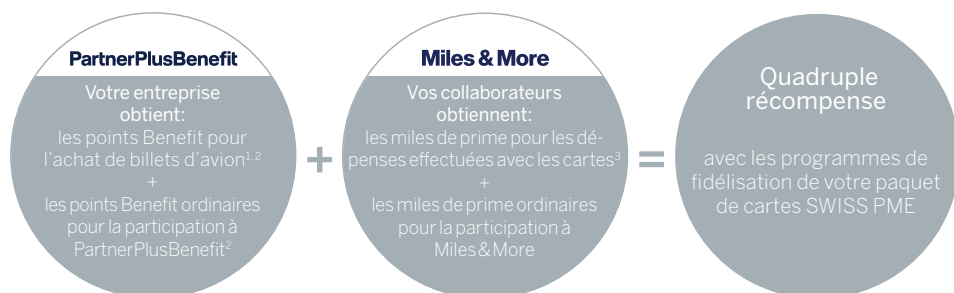 PartnerPlusBenefit
Votre entreprise
obtient:
les points Benefit pour
l’achat de billets d’avion1, 2
+
les points Benefit ordinaires
pour la participation à
PartnerPlusBenefit2
+
Miles & More
Vos collaborateurs
obtiennent:
les miles de prime pour les dé-
penses effectuées avec les cartes3
+
les miles de prime ordinaires
pour la participation à
Miles & More
=
Quadruple
récompense
avec les programmes de
fidélisation de votre paquet
de cartes SWISS PME